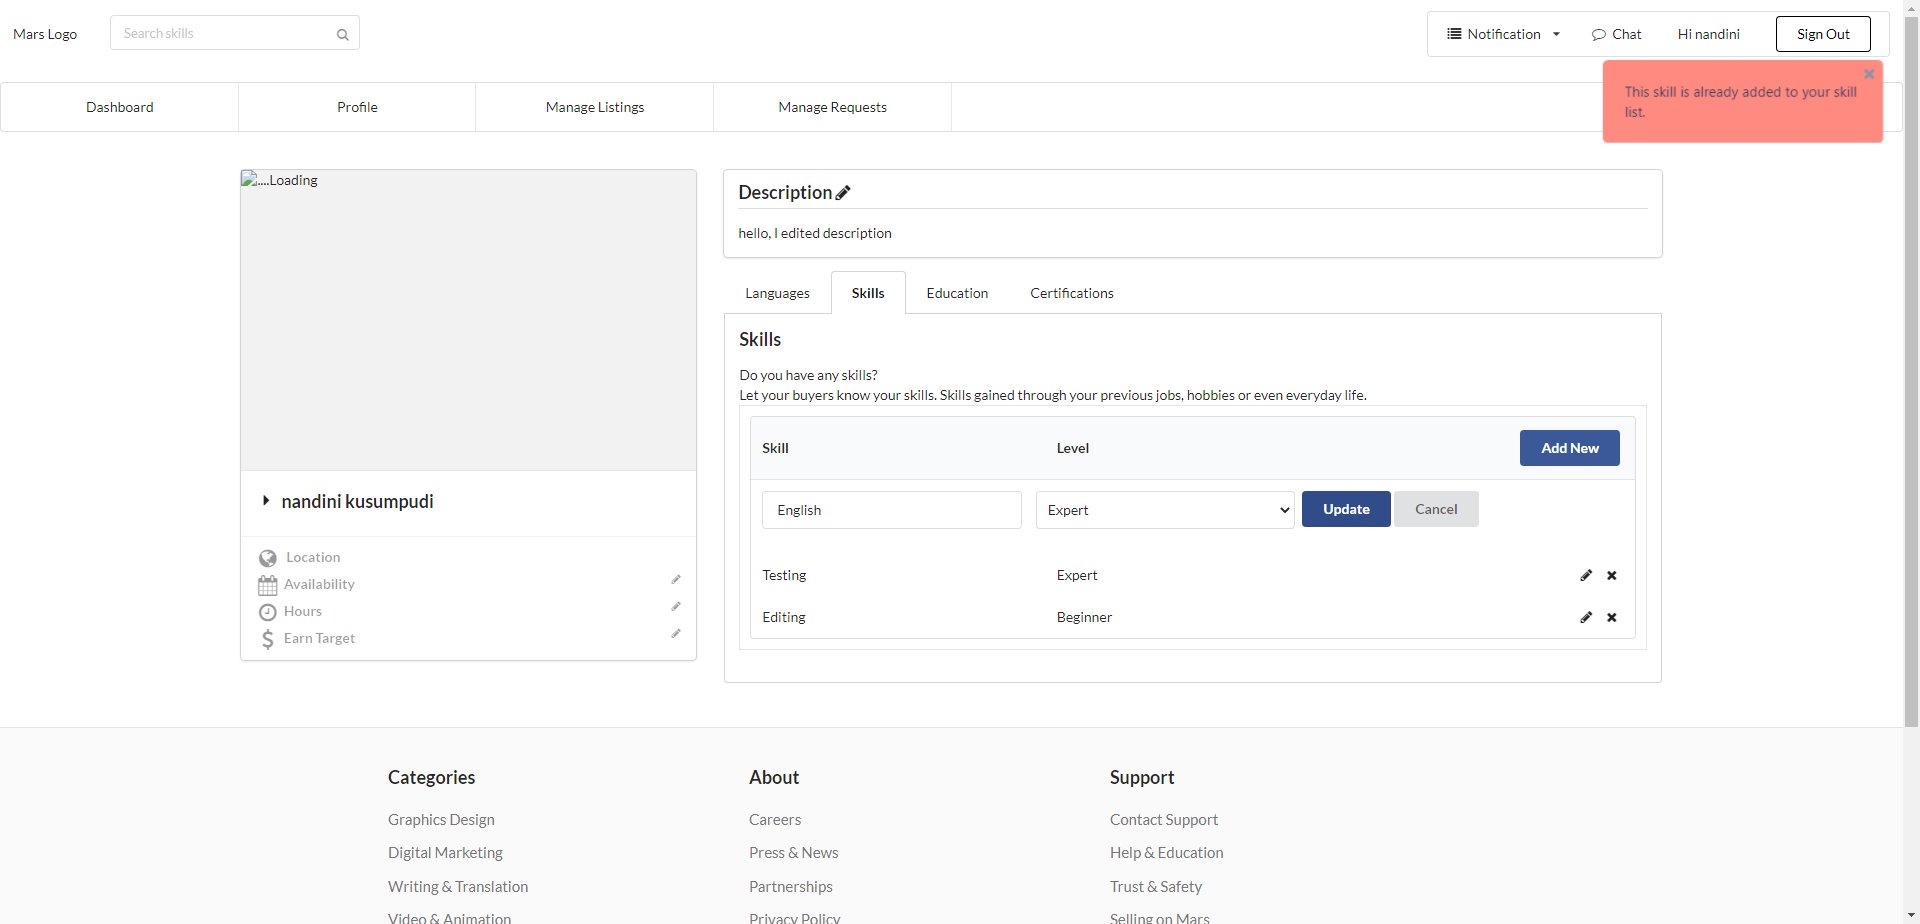 Mars Logo
Search skills
Notification
Chat
Hi nandini
Sign Out
This skill is already added to your skill
list.
Dashboard
Profile
Manage Listings
Manage Requests
....Loading
nandini kusumpudi
Location
Availability
Hours
Earn Target
Description
hello, I edited description
Languages
Skills
Education
Certifications
Skills
Do you have any skills?
Let your buyers know your skills. Skills gained through your previous jobs, hobbies or even everyday life.
Skill
Level
Add New
English
Expert
Update
Cancel
Testing
Expert
Editing
Beginner
Categories
Graphics Design
Digital Marketing
Writing & Translation
Video & Animation
About
Careers
Press & News
Partnerships
Privacy Policy
Support
Contact Support
Help & Education
Trust & Safety
Selling on Mars